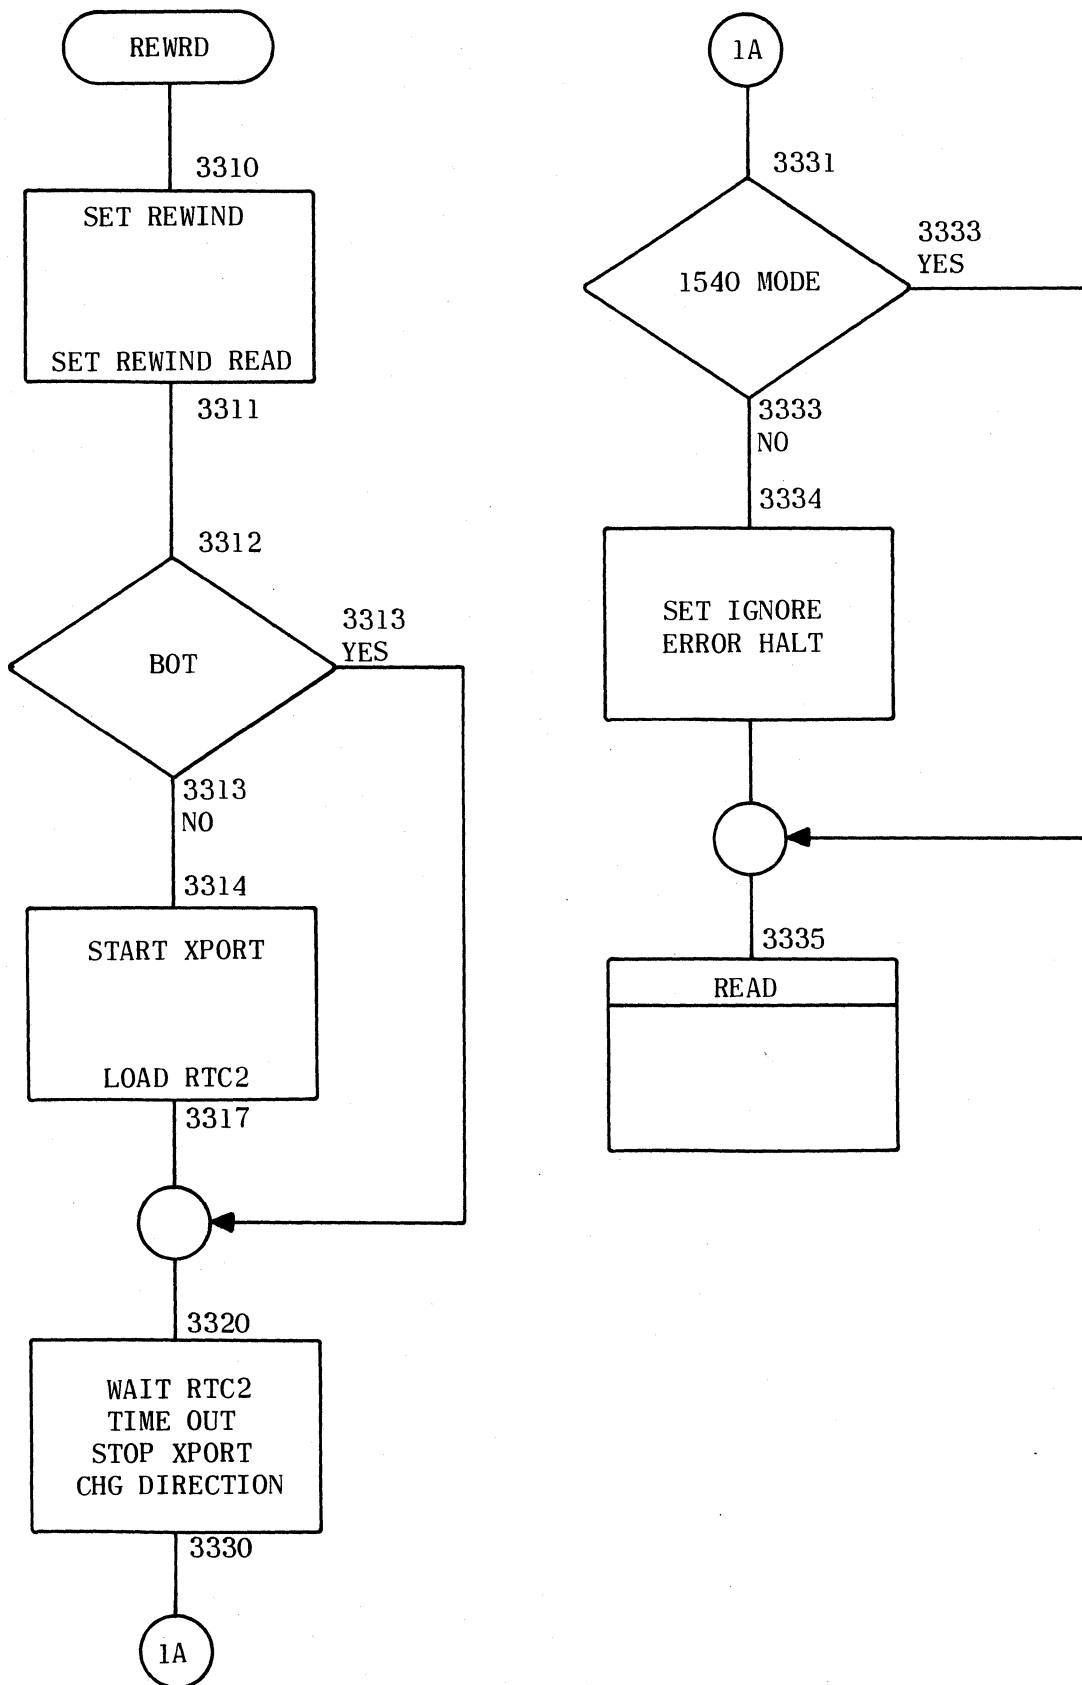 REWRD
3310
SET REWIND
SET REWIND READ
3311
3312
BOT
3313
YES
3313
NO
3314
START XPORT
LOAD RTC2
3317
3320
WAIT RTC2
TIME OUT
STOP XPORT
CHG DIRECTION
3330
1A
1A
3331
1540 MODE
3333
YES
3333
NO
3334
SET IGNORE
ERROR HALT
3335
READ